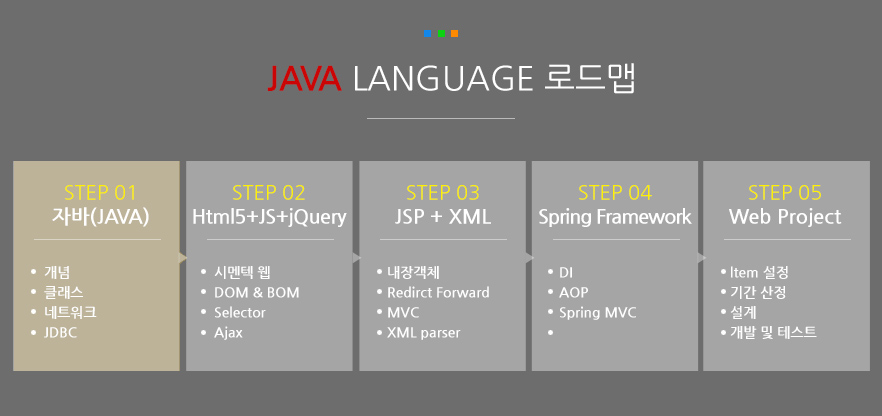 JAVA LANGUAGE 로드맵
STEP 01
자바(JAVA)
• 개념
• 클래스
• 네트워크
• JDBC
STEP 02
Html5+JS+jQuery
• 시멘텍 웹
• DOM & BOM
• Selector
• Ajax
STEP 03
JSP + XML
• 내장객체
• Redirct Forward
• MVC
• XML parser
STEP 04
Spring Framework
• DI
• AOP
• Spring MVC
•
STEP 05
Web Project
• Item 설정
• 기간 산정
• 설계
• 개발 및 테스트